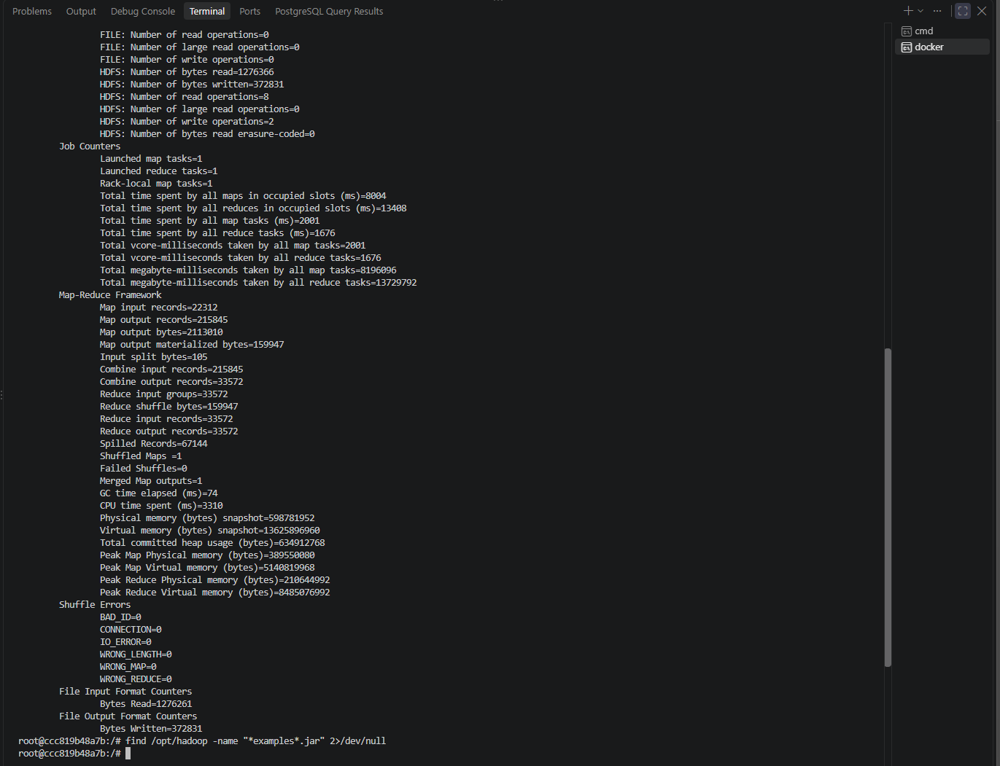 Problems Output Debug Console Terminal Ports PostgreSQL Query Results
cmd
docker
FILE: Number of read operations=0
FILE: Number of large read operations=0
FILE: Number of write operations=0
HDFS: Number of bytes read=1276366
HDFS: Number of bytes written=372831
HDFS: Number of read operations=8
HDFS: Number of large read operations=0
HDFS: Number of write operations=2
HDFS: Number of bytes read erasure-coded=0
Job Counters
Launched map tasks=1
Launched reduce tasks=1
Rack-local map tasks=1
Total time spent by all maps in occupied slots (ms)=8004
Total time spent by all reduces in occupied slots (ms)=13408
Total time spent by all map tasks (ms)=2001
Total time spent by all reduce tasks (ms)=1676
Total vcore-milliseconds taken by all map tasks=2001
Total vcore-milliseconds taken by all reduce tasks=1676
Total megabyte-milliseconds taken by all map tasks=8196096
Total megabyte-milliseconds taken by all reduce tasks=13729792
Map-Reduce Framework
Map input records=22312
Map output records=215845
Map output bytes=2113010
Map output materialized bytes=159947
Input split bytes=105
Combine input records=215845
Combine output records=33572
Reduce input groups=33572
Reduce shuffle bytes=159947
Reduce input records=33572
Reduce output records=33572
Spilled Records=67144
Shuffled Maps =1
Failed Shuffles=0
Merged Map outputs=1
GC time elapsed (ms)=74
CPU time spent (ms)=3310
Physical memory (bytes) snapshot=598781952
Virtual memory (bytes) snapshot=13625896960
Total committed heap usage (bytes)=634912768
Peak Map Physical memory (bytes)=389550080
Peak Map Virtual memory (bytes)=5140819968
Peak Reduce Physical memory (bytes)=210644992
Peak Reduce Virtual memory (bytes)=8485076992
Shuffle Errors
BAD_ID=0
CONNECTION=0
IO_ERROR=0
WRONG_LENGTH=0
WRONG_MAP=0
WRONG_REDUCE=0
File Input Format Counters
Bytes Read=1276261
File Output Format Counters
Bytes Written=372831
root@ccc819b48a7b:/# find /opt/hadoop -name "*examples*.jar" 2>/dev/null
root@ccc819b48a7b:/#